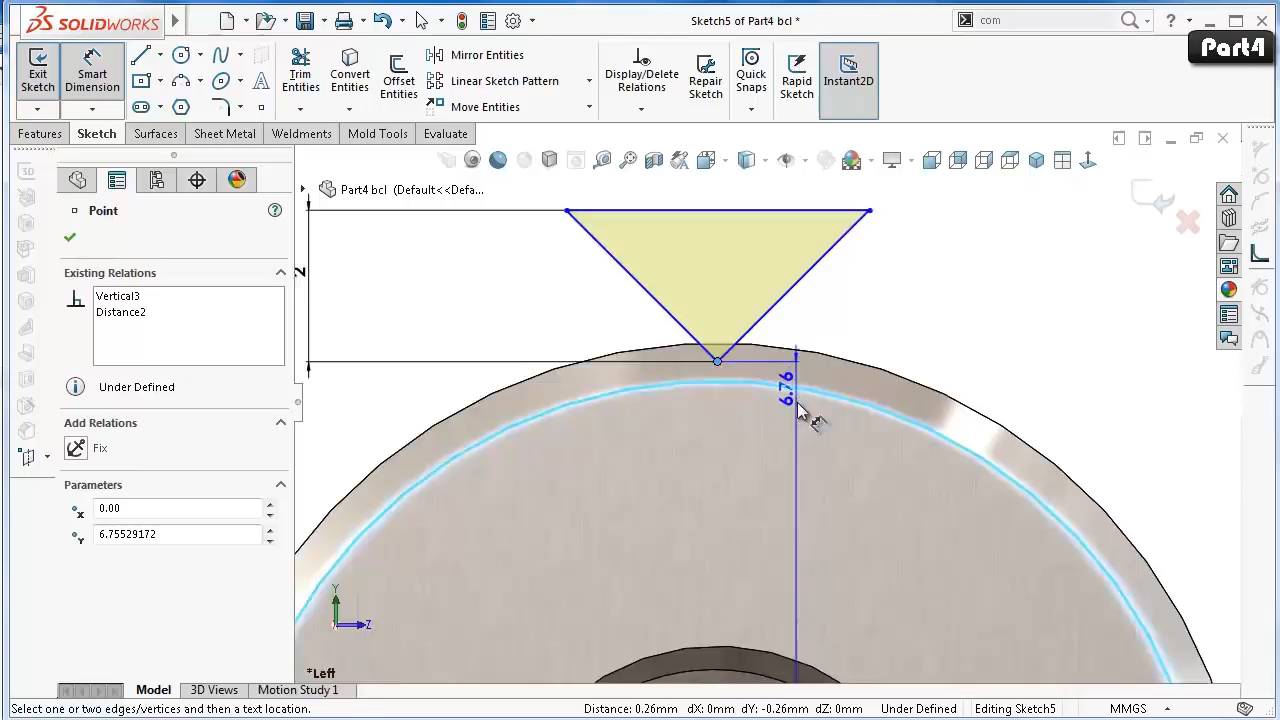 SOLIDWORKS
Sketch5 of Part4 bcl *
com
Part4
Exit Sketch
Smart Dimension
Trim Entities
Convert Entities
Offset Entities
Mirror Entities
Linear Sketch Pattern
Move Entities
Display/Delete Relations
Repair Sketch
Quick Snaps
Rapid Sketch
Instant2D
Features
Sketch
Surfaces
Sheet Metal
Weldments
Mold Tools
Evaluate
Part4 bcl (Default<<Defa...
Point
Existing Relations
Vertical3
Distance2
Under Defined
Add Relations
Fix
Parameters
x 0.00
Y 6.75529172
2
6.76
Y
Z
*Left
Model
3D Views
Motion Study 1
Select one or two edges/vertices and then a text location.
Distance: 0.26mm dX: 0mm dY: -0.26mm dZ: 0mm
Under Defined
Editing Sketch5
MMGS